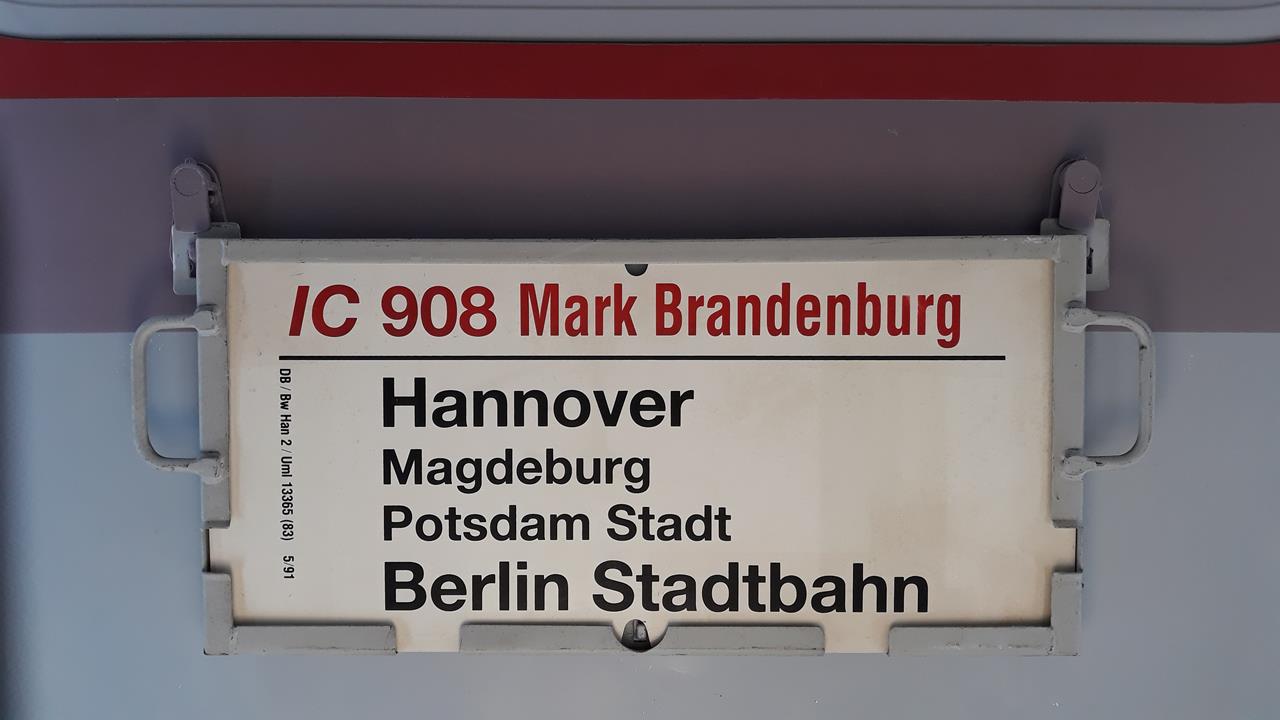 IC 908 Mark Brandenburg
Hannover
Magdeburg
Potsdam Stadt
Berlin Stadtbahn
DB / Bw Han 2 / Uml 13365 (83) 5/91